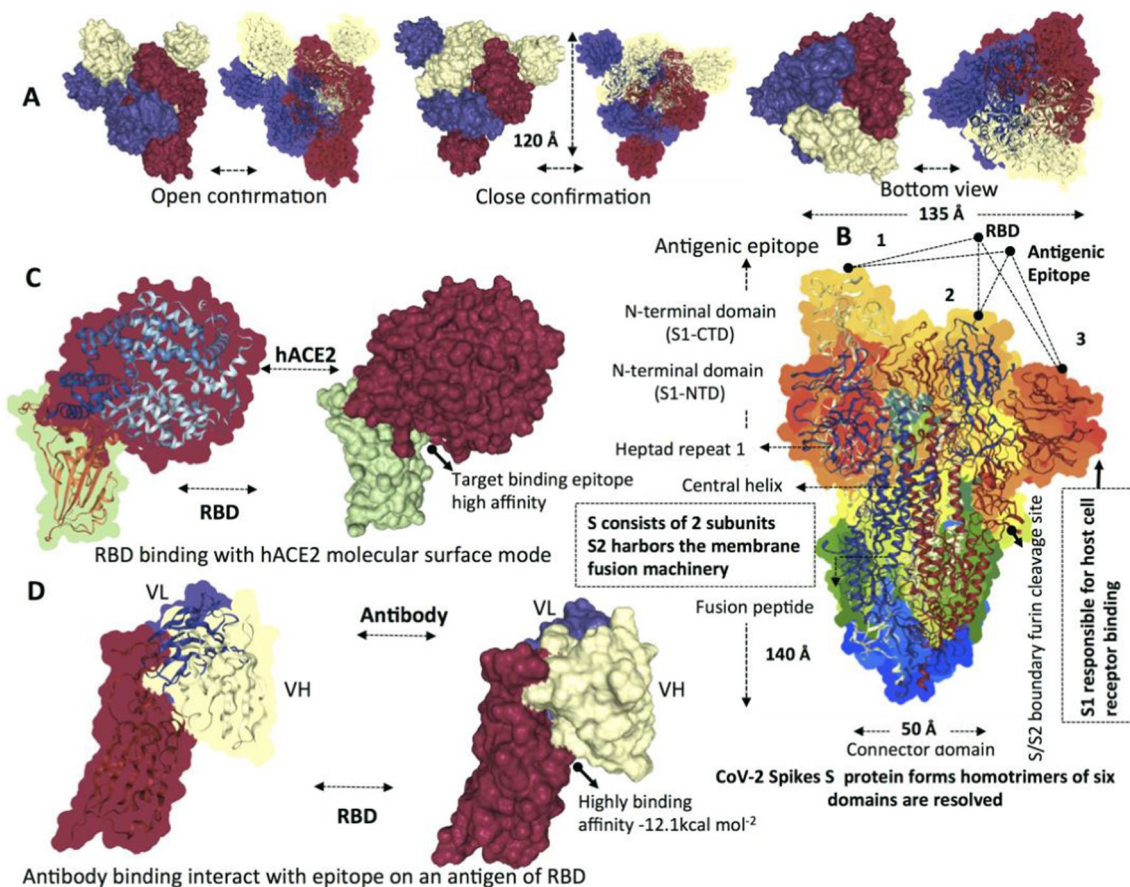 A
120 Å
Open confirmation
Close confirmation
Bottom view
135 Å
B
1
RBD
Antigenic epitope
Antigenic
Epitope
2
3
N-terminal domain
(S1-CTD)
N-terminal domain
(S1-NTD)
Heptad repeat 1
Central helix
S consists of 2 subunits
S2 harbors the membrane
fusion machinery
Fusion peptide
140 Å
50 Å
Connector domain
S/S2 boundary furin cleavage site
S1 responsible for host cell
receptor binding
CoV-2 Spikes S protein forms homotrimers of six
domains are resolved
C
hACE2
RBD
Target binding epitope
high affinity
RBD binding with hACE2 molecular surface mode
D
VL
Antibody
VL
VH
VH
RBD
Highly binding
affinity -12.1kcal mol-2
Antibody binding interact with epitope on an antigen of RBD